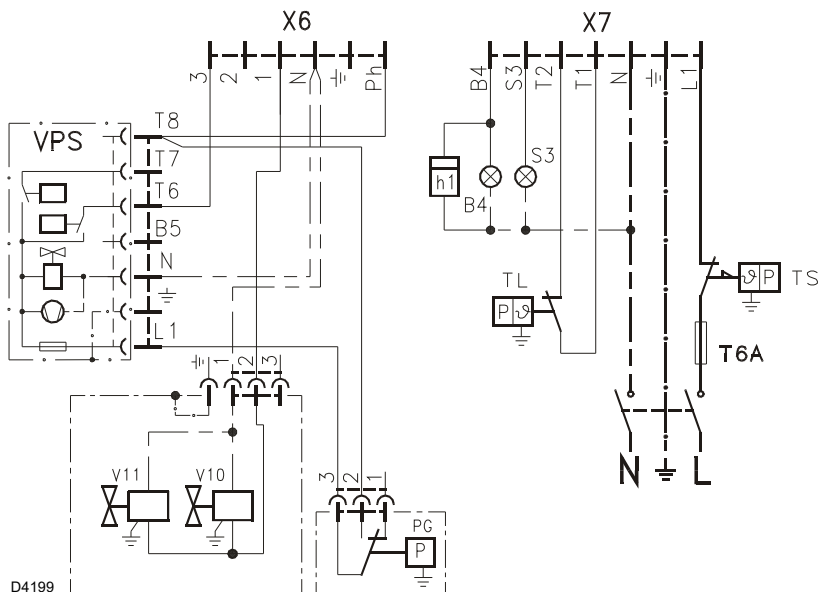 X6
X7
3
2
1
N
Ph
B4
S3
T2
T1
N
L1
VPS
T8
T7
T6
B5
N
L1
h1
B4
S3
TL
P ϑ
ϑ P
TS
T6A
N
L
1
2
3
V11
V10
3
2
1
PG
P
D4199